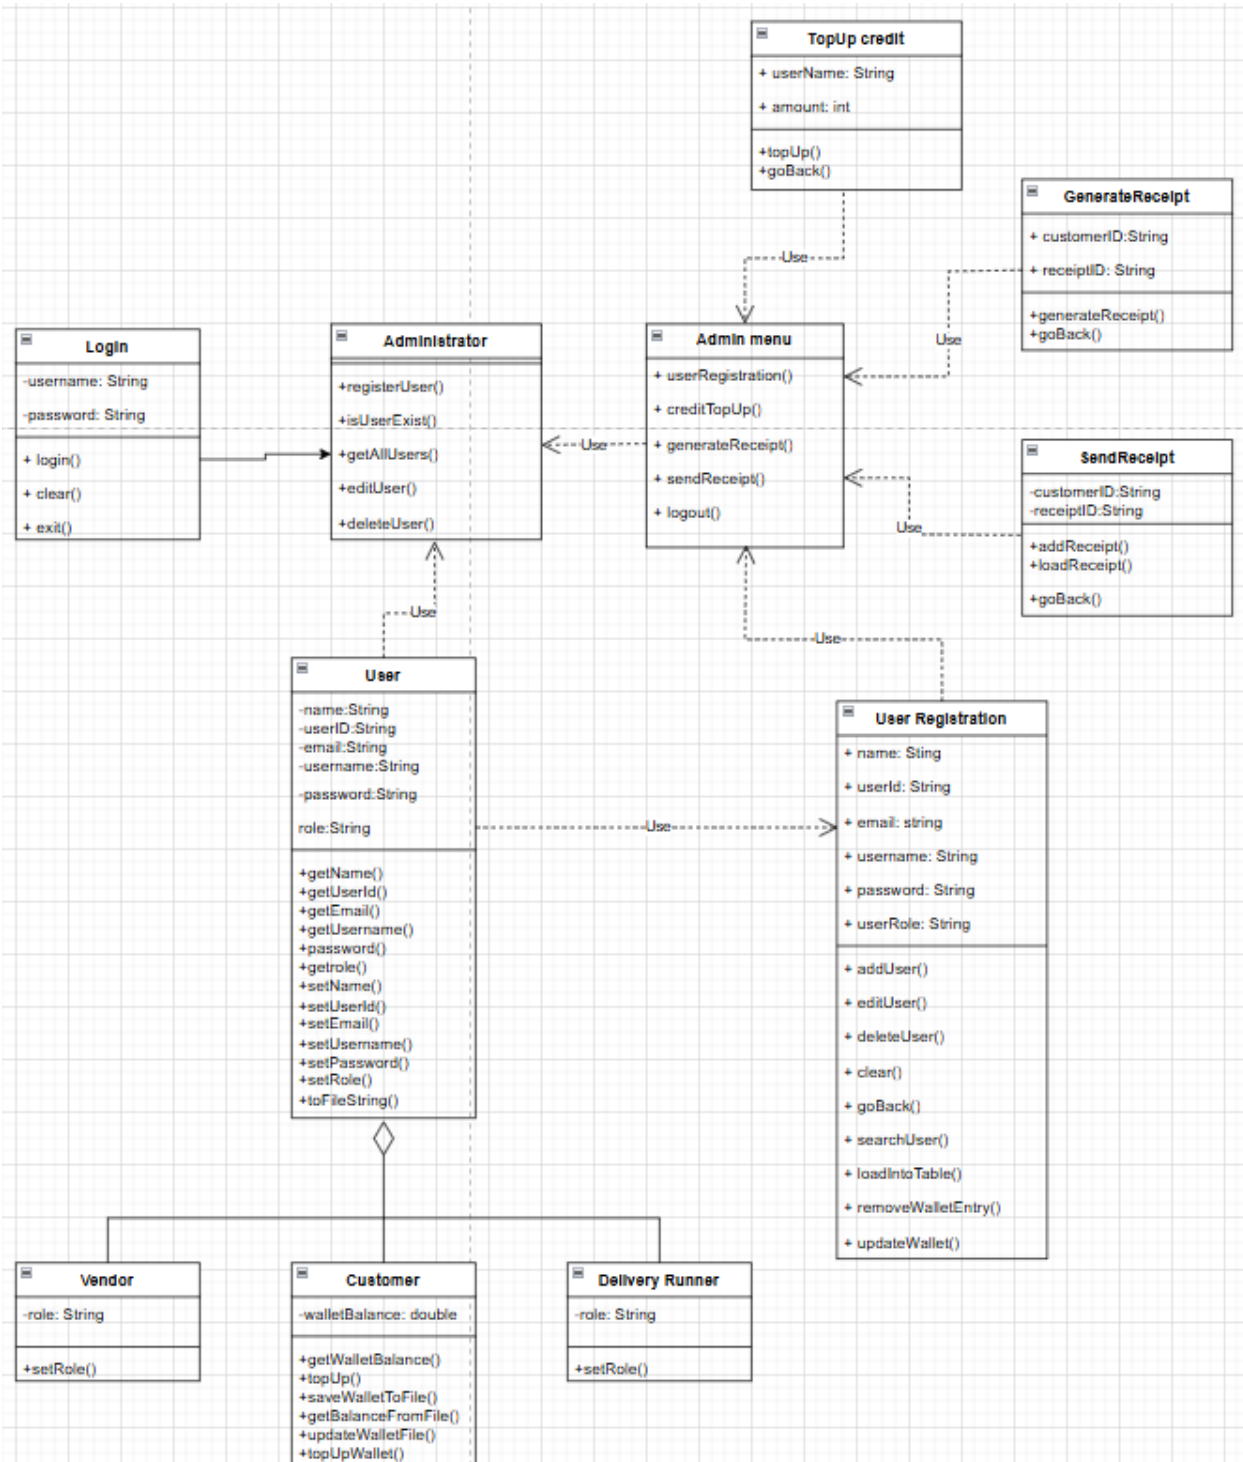 TopUp credit
+ userName: String
+ amount: int
+topUp()
+goBack()
GenerateReceipt
+ customerID:String
+ receiptID: String
+generateReceipt()
+goBack()
Use
Use
Login
-username: String
-password: String
+ login()
+ clear()
+ exit()
Administrator
+registerUser()
+isUserExist()
+getAllUsers()
+editUser()
+deleteUser()
Use
Admin menu
+ userRegistration()
+ creditTopUp()
+ generateReceipt()
+ sendReceipt()
+ logout()
SendReceipt
-customerID:String
-receiptID:String
+addReceipt()
+loadReceipt()
+goBack()
Use
Use
Use
User
-name:String
-userID:String
-email:String
-username:String
-password:String
role:String
+getName()
+getUserId()
+getEmail()
+getUsername()
+password()
+getrole()
+setName()
+setUserId()
+setEmail()
+setUsername()
+setPassword()
+setRole()
+toFileString()
Use
User Registration
+ name: Sting
+ userId: String
+ email: string
+ username: String
+ password: String
+ userRole: String
+ addUser()
+ editUser()
+ deleteUser()
+ clear()
+ goBack()
+ searchUser()
+ loadIntoTable()
+ removeWalletEntry()
+ updateWallet()
Vendor
-role: String
+setRole()
Customer
-walletBalance: double
+getWalletBalance()
+topUp()
+saveWalletToFile()
+getBalanceFromFile()
+updateWalletFile()
+topUpWallet()
Delivery Runner
-role: String
+setRole()